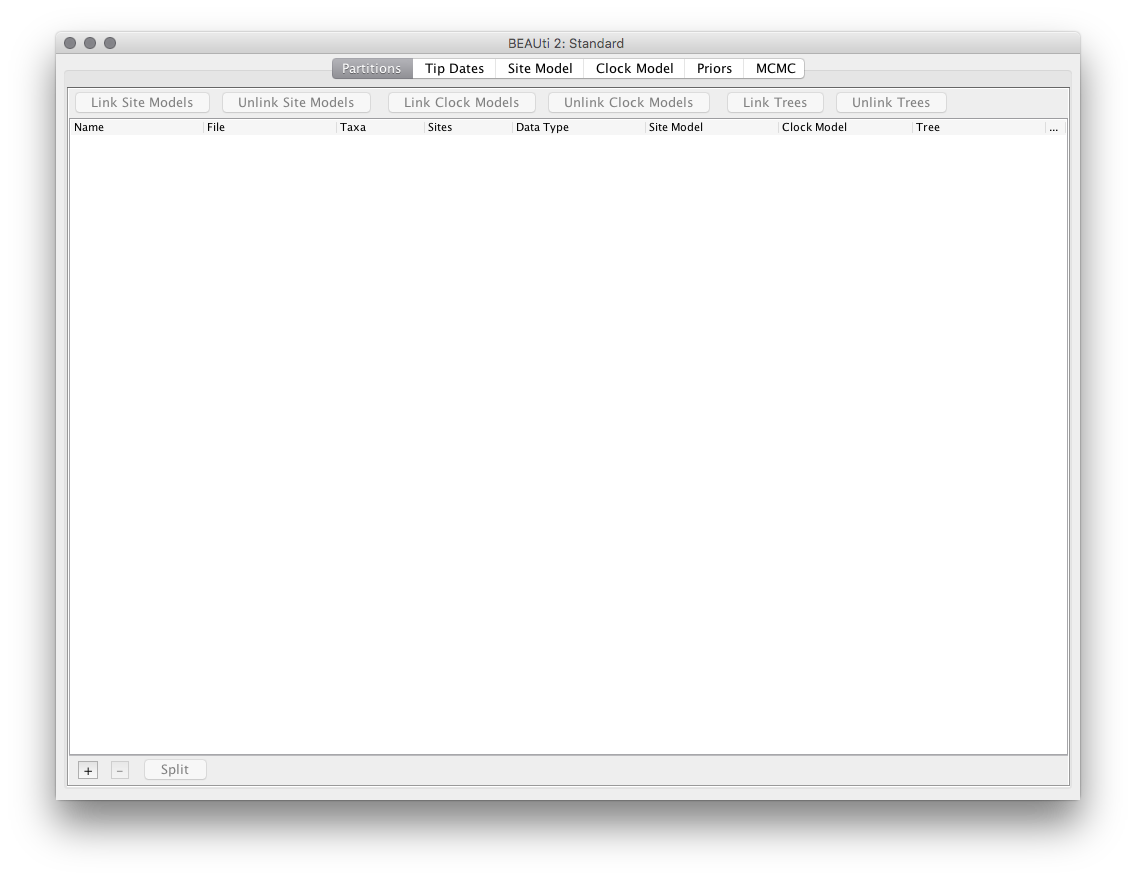 BEAUti 2: Standard
Partitions Tip Dates Site Model Clock Model Priors MCMC
Link Site Models Unlink Site Models Link Clock Models Unlink Clock Models Link Trees Unlink Trees
Name File Taxa Sites Data Type Site Model Clock Model Tree ...
+ - Split